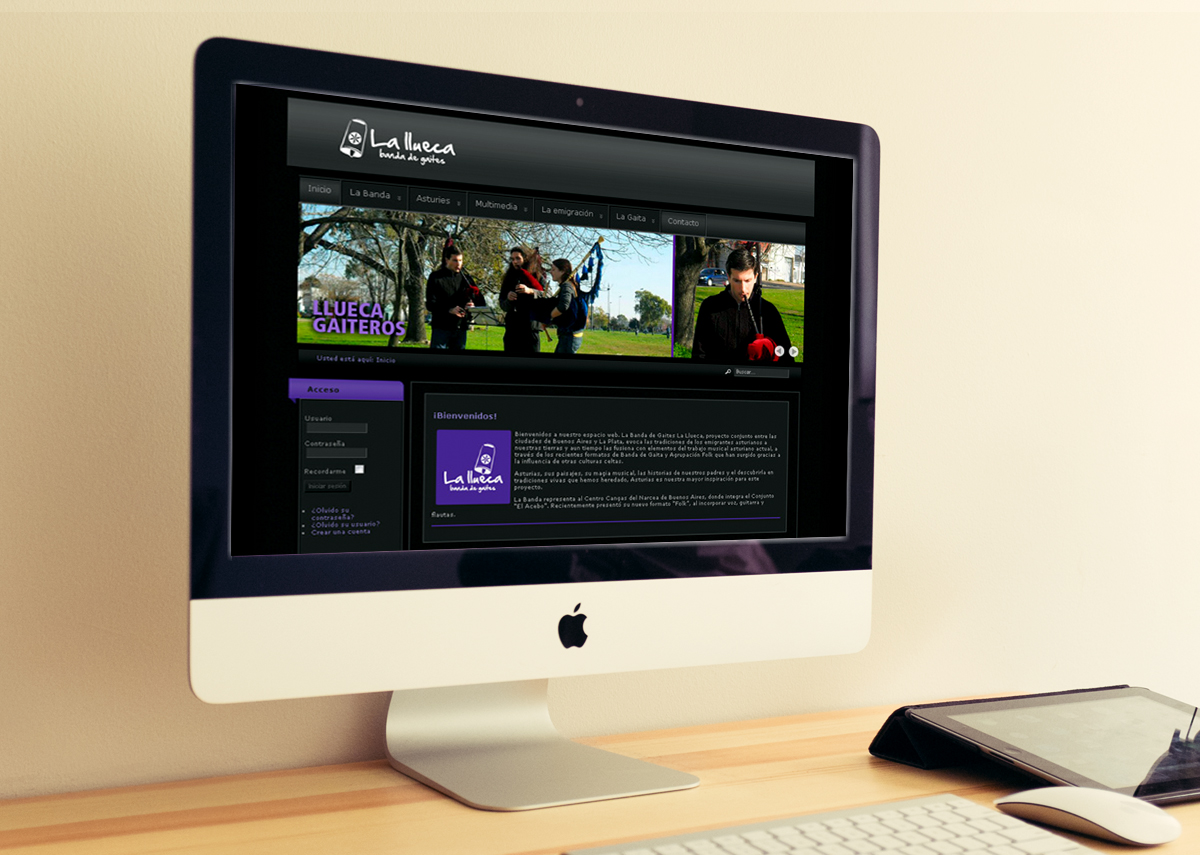 La llueca
banda de gaites
Inicio
La Banda
Asturies
Multimedia
La emigración
La Gaita
Contacto
LLUECA
GAITEROS
Usted está aquí: Inicio
Buscar...
Acceso
Usuario
Contraseña
Recordarme
Iniciar sesión
¿Olvidó su
contraseña?
¿Olvidó su usuario?
Crear una cuenta
¡Bienvenidos!
La llueca
banda de gaites
Bienvenidos a nuestro espacio web. La Banda de Gaites La Llueca, proyecto conjunto entre las
ciudades de Buenos Aires y La Plata, evoca las tradiciones de los emigrantes asturianos a
nuestras tierras y aun tiempo las fusiona con elementos del trabajo musical asturiano actual, a
través de los recientes formatos de Banda de Gaita y Agrupación Folk que han surgido gracias a
la influencia de otras culturas celtas.
Asturias, sus paisajes, su magia musical, las historias de nuestros padres y el descubrirla en
tradiciones vivas que hemos heredado, Asturias es nuestra mayor inspiración para este
proyecto.
La Banda representa al Centro Cangas del Narcea de Buenos Aires, donde integra el Conjunto
"El Acebo". Recientemente presentó su nuevo formato "Folk", al incorporar voz, guitarra y
flautas.